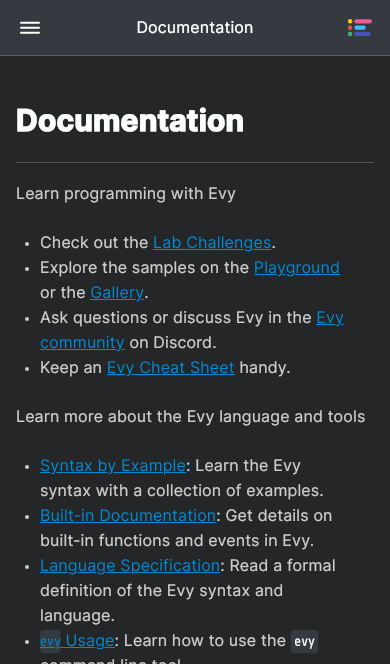 Documentation
Documentation
Learn programming with Evy
• Check out the Lab Challenges.
• Explore the samples on the Playground
or the Gallery.
• Ask questions or discuss Evy in the Evy
community on Discord.
• Keep an Evy Cheat Sheet handy.
Learn more about the Evy language and tools
• Syntax by Example: Learn the Evy
syntax with a collection of examples.
• Built-in Documentation: Get details on
built-in functions and events in Evy.
• Language Specification: Read a formal
definition of the Evy syntax and
language.
• evy Usage: Learn how to use the evy
command line tool